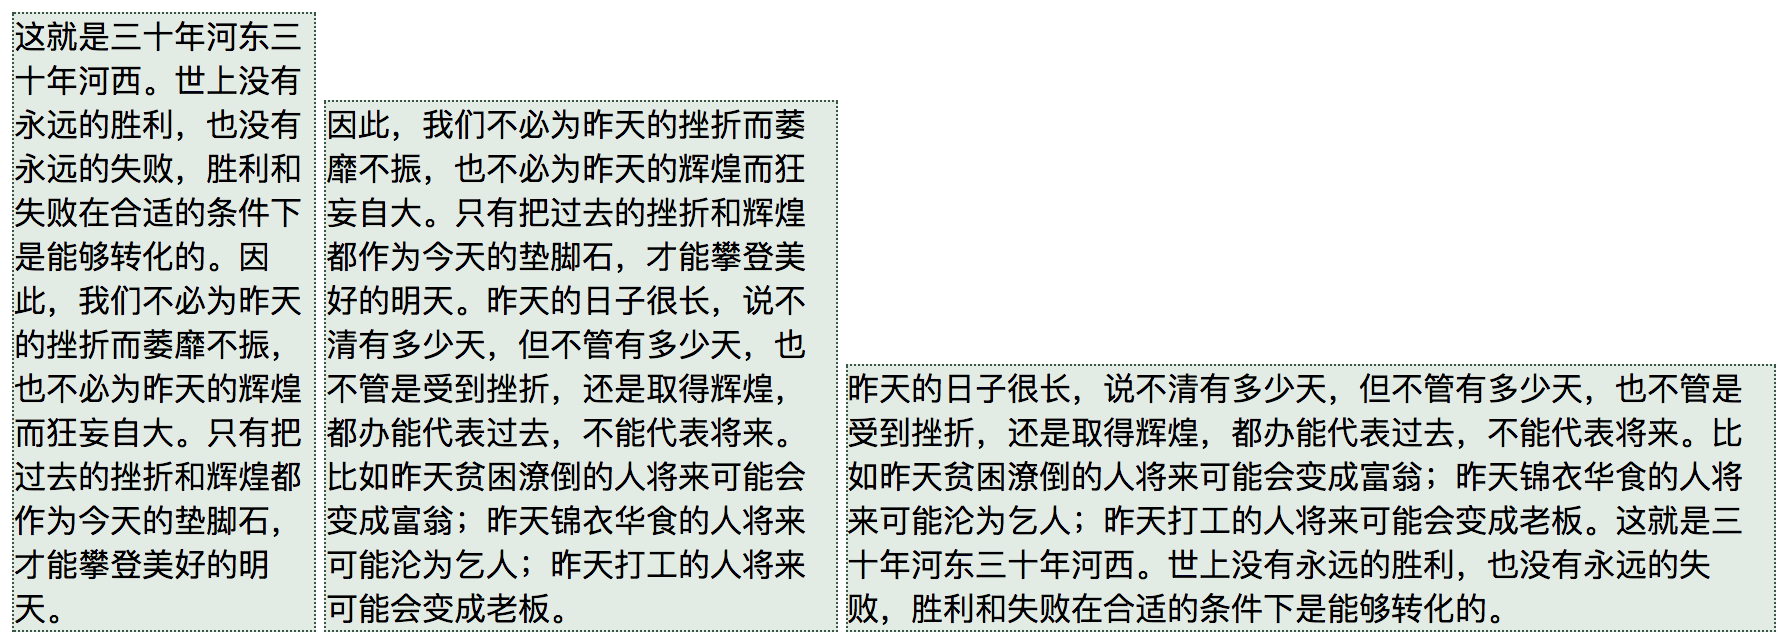 这就是三十年河东三
十年河西。世上没有
永远的胜利，也没有
永远的失败，胜利和
失败在合适的条件下
是能够转化的。因
此，我们不必为昨天
的挫折而萎靡不振，
也不必为昨天的辉煌
而狂妄自大。只有把
过去的挫折和辉煌都
作为今天的垫脚石，
才能攀登美好的明
天。
因此，我们不必为昨天的挫折而萎
靡不振，也不必为昨天的辉煌而狂
妄自大。只有把过去的挫折和辉煌
都作为今天的垫脚石，才能攀登美
好的明天。昨天的日子很长，说不
清有多少天，但不管有多少天，也
不管是受到挫折，还是取得辉煌，
都办能代表过去，不能代表将来。
比如昨天贫困潦倒的人将来可能会
变成富翁；昨天锦衣华食的人将来
可能沦为乞人；昨天打工的人将来
可能会变成老板。
昨天的日子很长，说不清有多少天，但不管有多少天，也不管是
受到挫折，还是取得辉煌，都办能代表过去，不能代表将来。比
如昨天贫困潦倒的人将来可能会变成富翁；昨天锦衣华食的人将
来可能沦为乞人；昨天打工的人将来可能会变成老板。这就是三
十年河东三十年河西。世上没有永远的胜利，也没有永远的失
败，胜利和失败在合适的条件下是能够转化的。